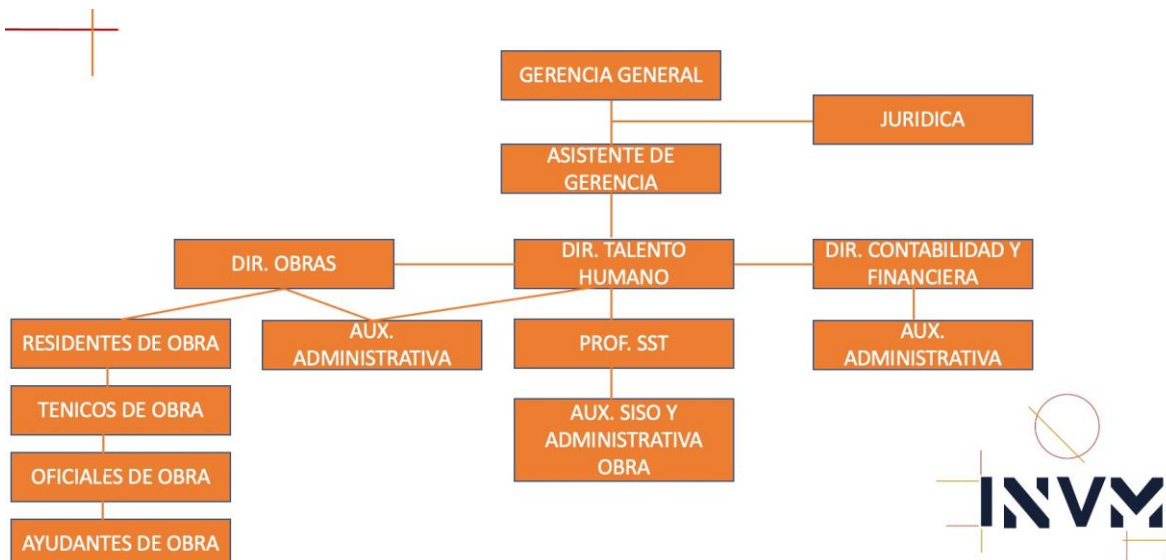 GERENCIA GENERAL
JURIDICA
ASISTENTE DE
GERENCIA
DIR. OBRAS
DIR. TALENTO
HUMANO
DIR. CONTABILIDAD Y
FINANCIERA
RESIDENTES DE OBRA
AUX.
ADMINISTRATIVA
PROF. SST
AUX.
ADMINISTRATIVA
TENICOS DE OBRA
AUX. SISO Y
ADMINISTRATIVA
OBRA
OFICIALES DE OBRA
AYUDANTES DE OBRA
INVM